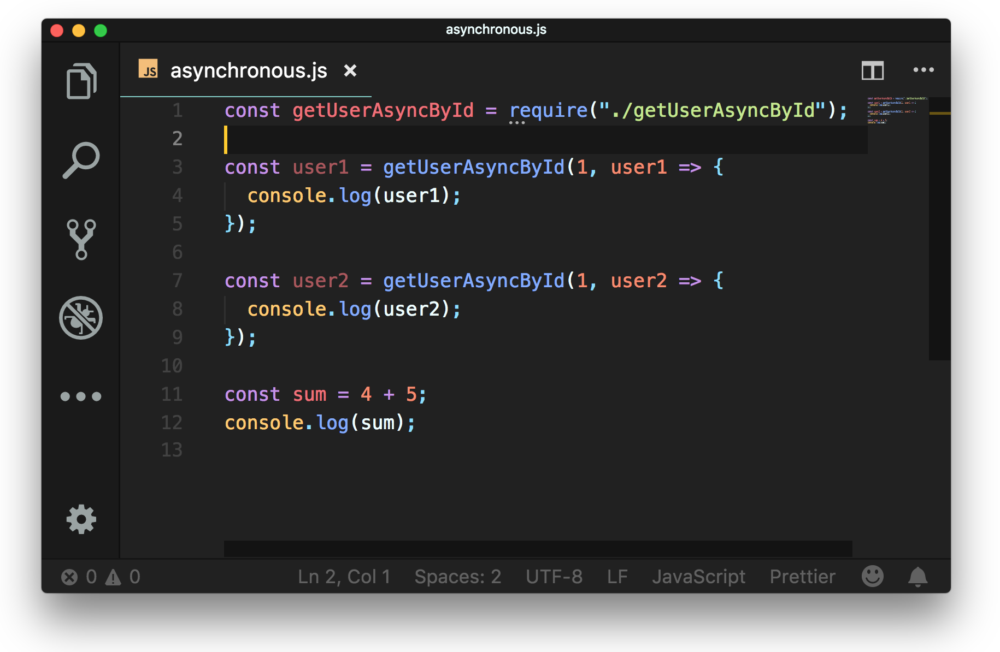 asynchronous.js
JS asynchronous.js
1 const getUserAsyncById = require("./getUserAsyncById");
2
3 const user1 = getUserAsyncById(1, user1 => {
4   console.log(user1);
5 });
6
7 const user2 = getUserAsyncById(1, user2 => {
8   console.log(user2);
9 });
10
11 const sum = 4 + 5;
12 console.log(sum);
13
0 0 Ln 2, Col 1 Spaces: 2 UTF-8 LF JavaScript Prettier